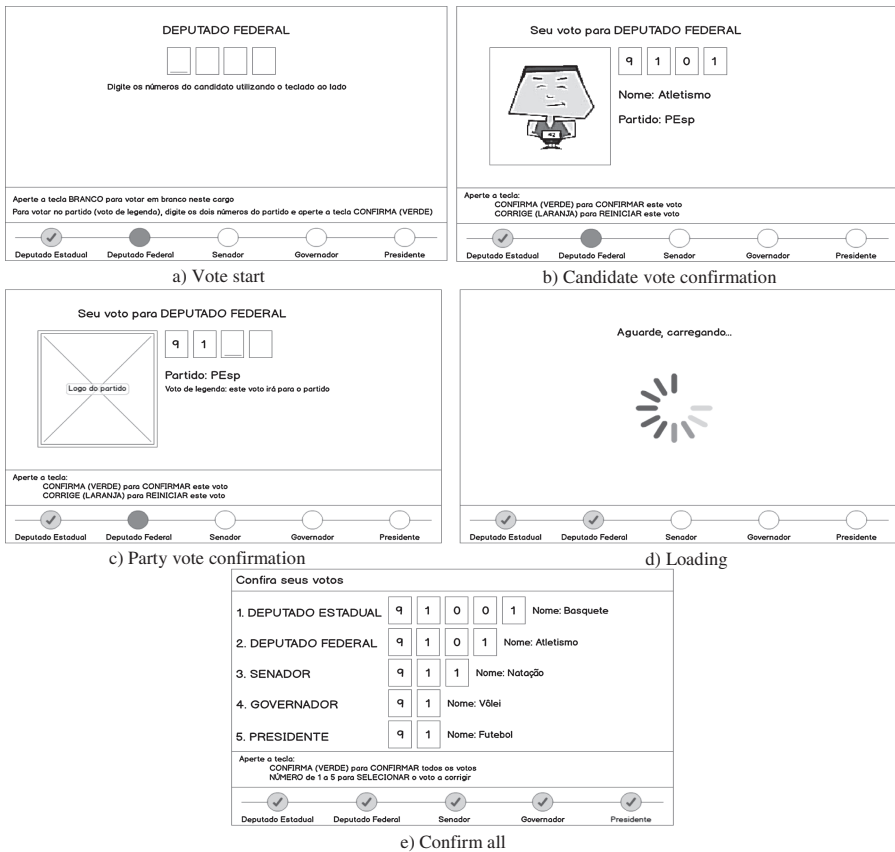 DEPUTADO FEDERAL
Digite os números do candidato utilizando o teclado ao lado
Aperte a tecla BRANCO para votar em branco neste cargo
Para votar no partido (voto de legenda), digite os dois números do partido e aperte a tecla CONFIRMA (VERDE)
Deputado Estadual Deputado Federal Senador Governador Presidente
a) Vote start
Seu voto para DEPUTADO FEDERAL
9 1 0 1
Nome: Atletismo
Partido: PEsp
Aperte a tecla:
CONFIRMA (VERDE) para CONFIRMAR este voto
CORRIGE (LARANJA) para REINICIAR este voto
Deputado Estadual Deputado Federal Senador Governador Presidente
b) Candidate vote confirmation
Seu voto para DEPUTADO FEDERAL
9 1
Partido: PEsp
Voto de legenda: este voto irá para o partido
Logo do partido
Aperte a tecla:
CONFIRMA (VERDE) para CONFIRMAR este voto
CORRIGE (LARANJA) para REINICIAR este voto
Deputado Estadual Deputado Federal Senador Governador Presidente
c) Party vote confirmation
Aguarde, carregando...
Deputado Estadual Deputado Federal Senador Governador Presidente
d) Loading
Confira seus votos
1. DEPUTADO ESTADUAL 9 1 0 0 1 Nome: Basquete
2. DEPUTADO FEDERAL 9 1 0 1 Nome: Atletismo
3. SENADOR 9 1 1 Nome: Natação
4. GOVERNADOR 9 1 Nome: Vôlei
5. PRESIDENTE 9 1 Nome: Futebol
Aperte a tecla:
CONFIRMA (VERDE) para CONFIRMAR todos os votos
NÚMERO de 1 a 5 para SELECIONAR o voto a corrigir
Deputado Estadual Deputado Federal Senador Governador Presidente
e) Confirm all